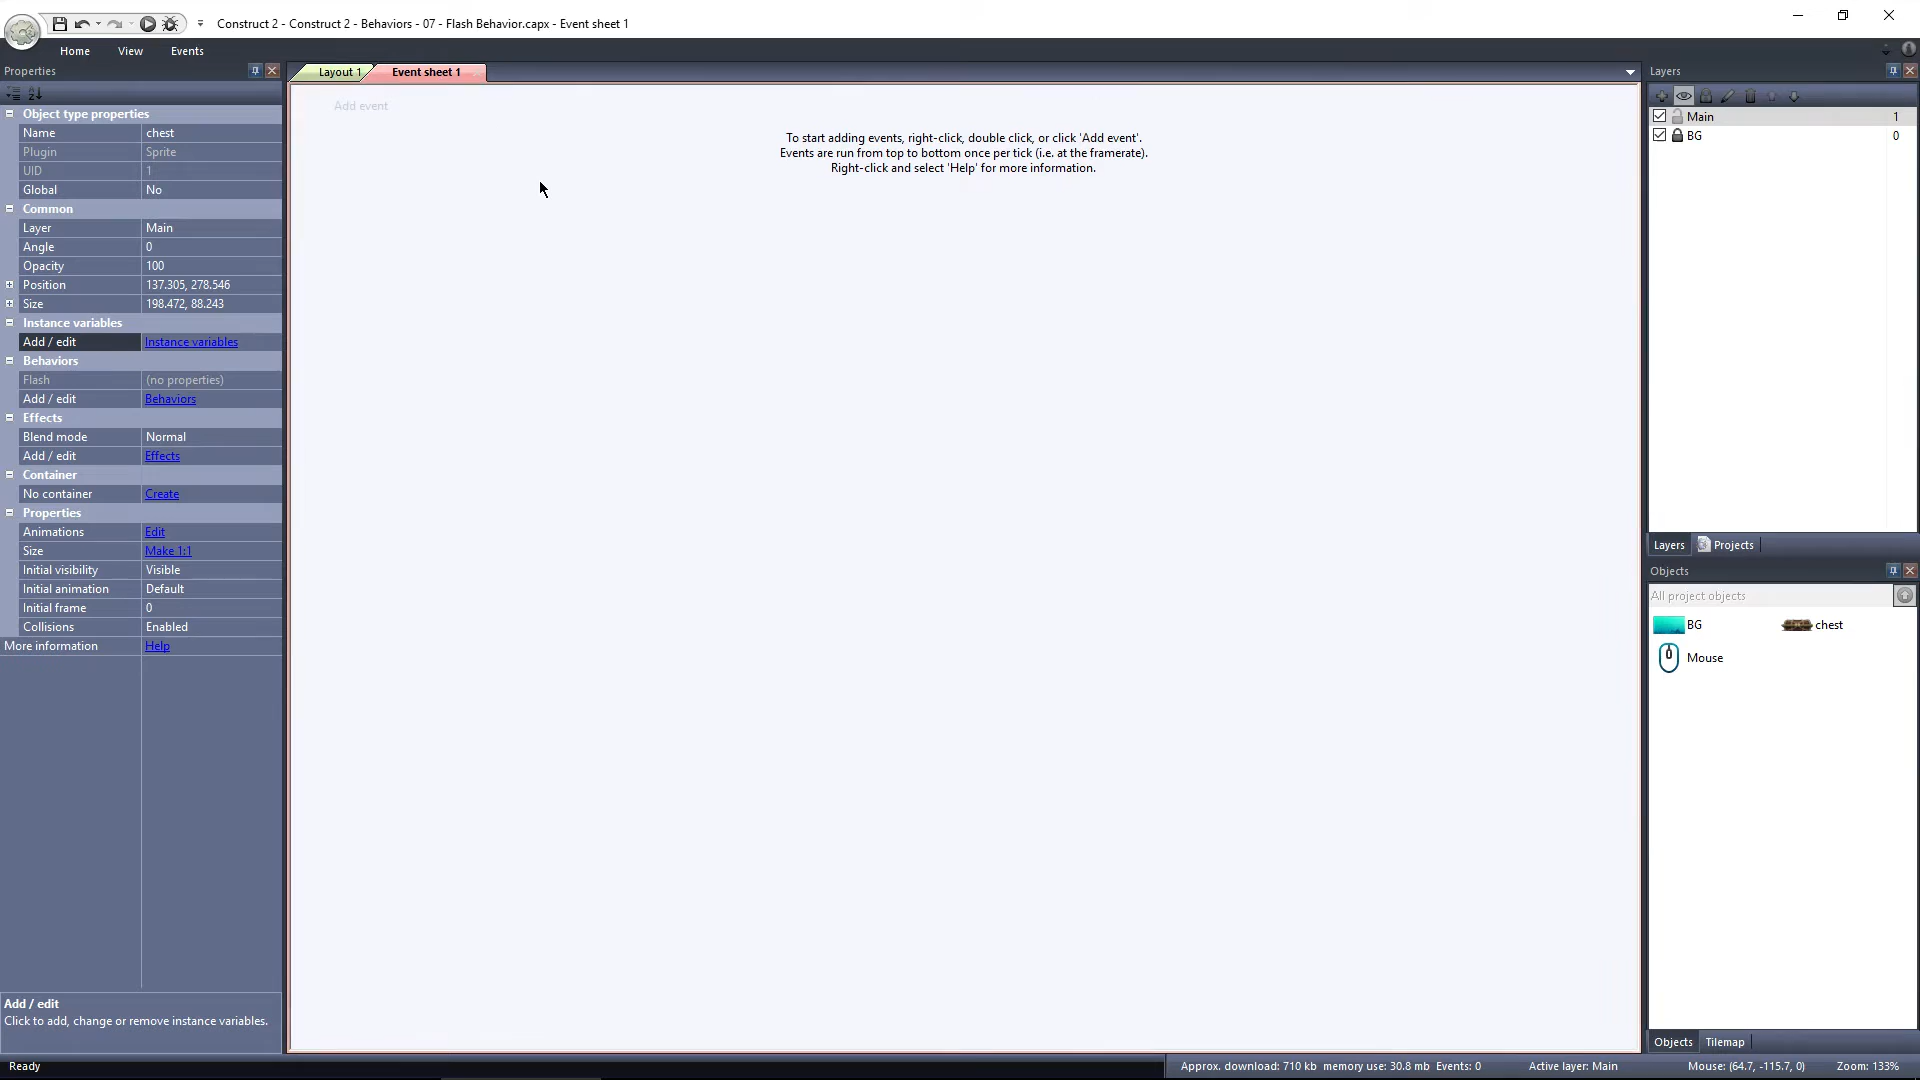 Construct 2 - Construct 2 - Behaviors - 07 - Flash Behavior.capx - Event sheet 1
Home View Events
Properties
Object type properties
Name chest
Plugin Sprite
UID 1
Global No
Common
Layer Main
Angle 0
Opacity 100
Position 137.305, 278.546
Size 198.472, 88.243
Instance variables
Add / edit Instance variables
Behaviors
Flash (no properties)
Add / edit Behaviors
Effects
Blend mode Normal
Add / edit Effects
Container
No container Create
Properties
Animations Edit
Size Make 1:1
Initial visibility Visible
Initial animation Default
Initial frame 0
Collisions Enabled
More information Help
Add / edit
Click to add, change or remove instance variables.
Layout 1 Event sheet 1
Add event
To start adding events, right-click, double click, or click 'Add event'.
Events are run from top to bottom once per tick (i.e. at the framerate).
Right-click and select 'Help' for more information.
Layers
Main 1
BG 0
Layers Projects
Objects
All project objects
BG chest
Mouse
Objects Tilemap
Ready Approx. download: 710 kb memory use: 30.8 mb Events: 0 Active layer: Main Mouse: (64.7, -115.7, 0) Zoom: 133%